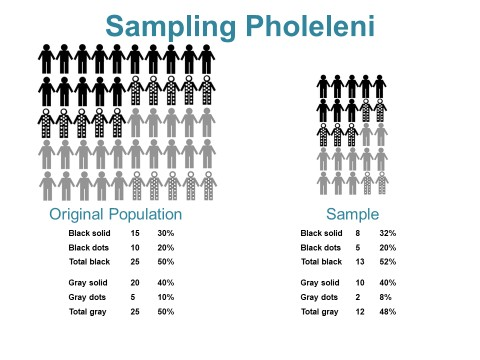 Sampling Pholeleni
Original Population
Black solid 15 30%
Black dots 10 20%
Total black 25 50%
Gray solid 20 40%
Gray dots 5 10%
Total gray 25 50%
Sample
Black solid 8 32%
Black dots 5 20%
Total black 13 52%
Gray solid 10 40%
Gray dots 2 8%
Total gray 12 48%